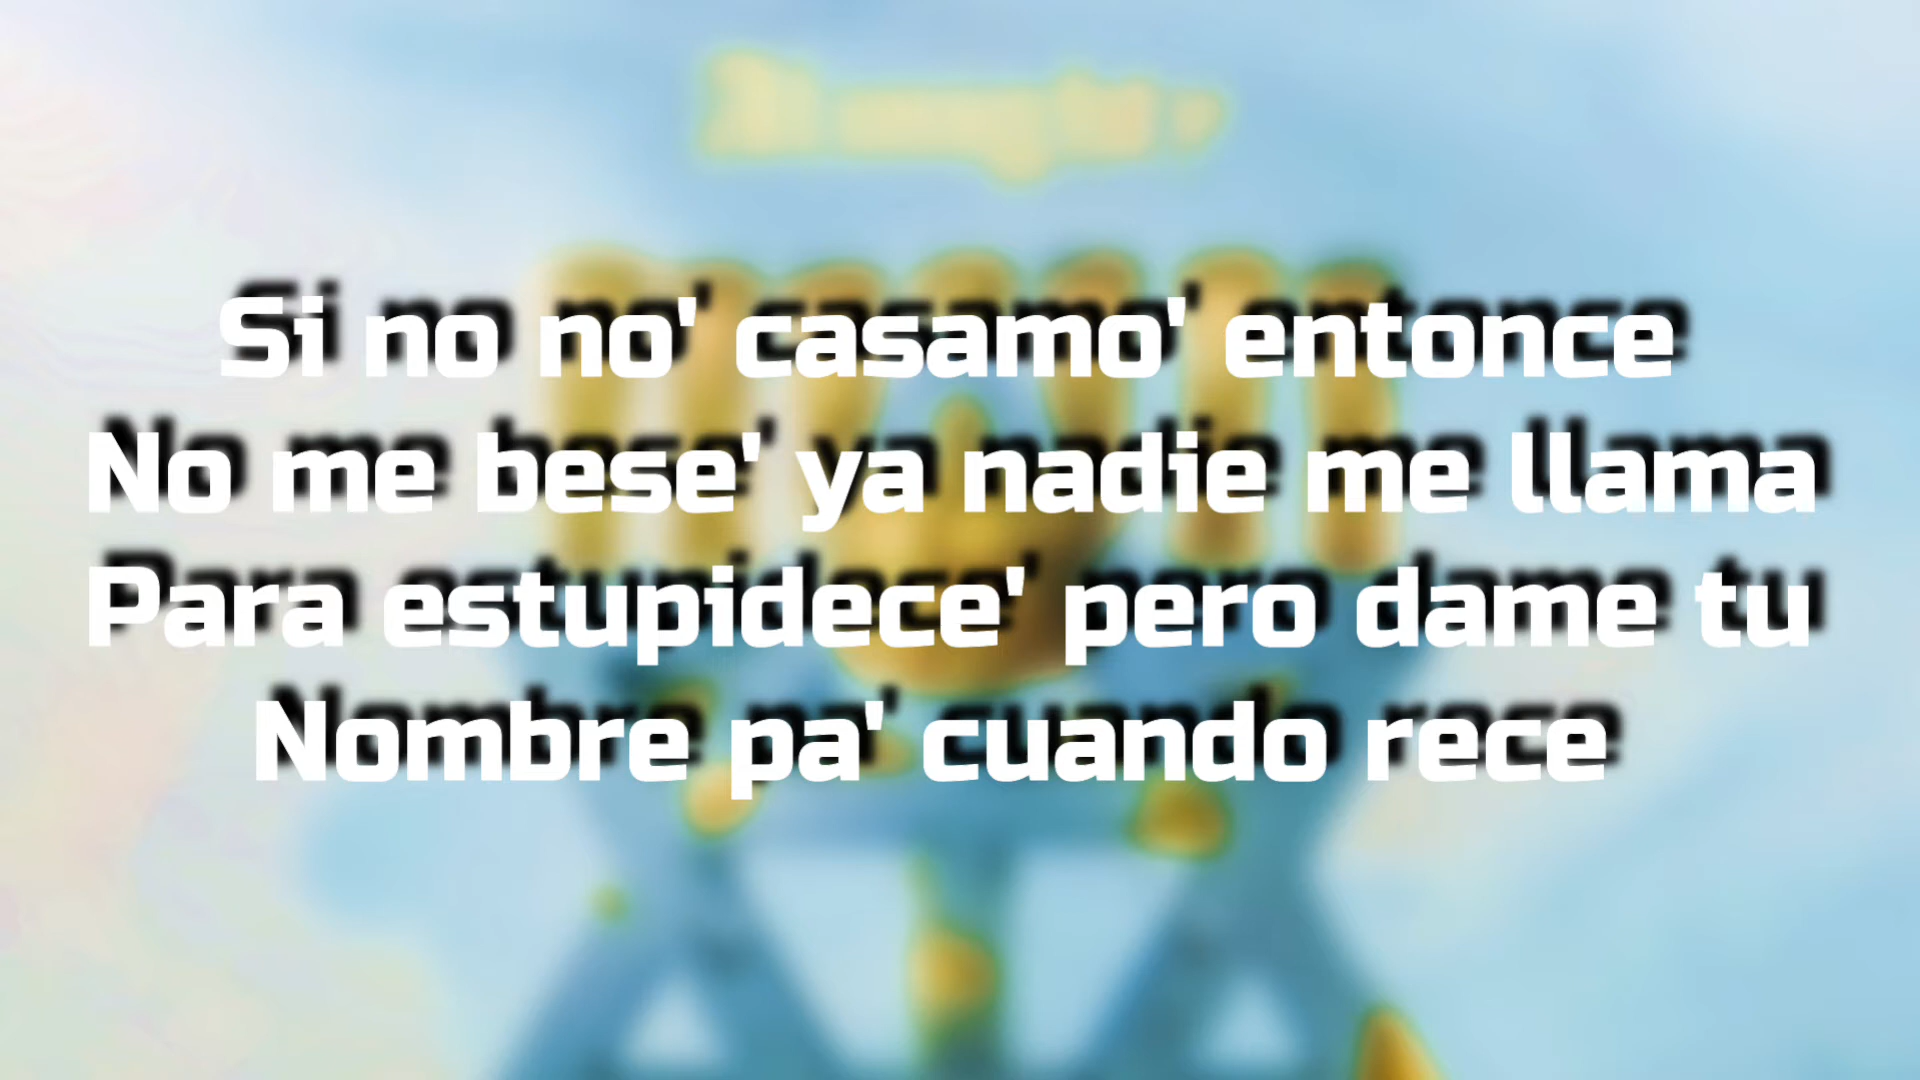 Si no no' casamo' entonce
No me bese' ya nadie me llama
Para estupidece' pero dame tu
Nombre pa' cuando rece